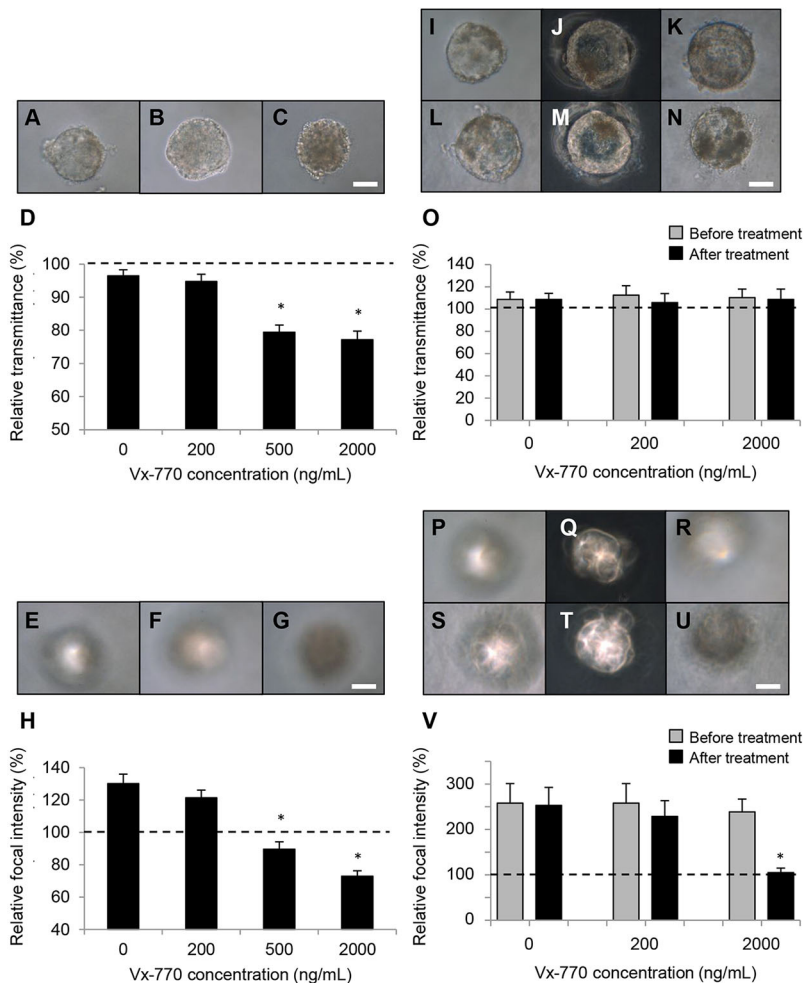 A B C
D
Relative transmittance (%)
100
90
80
70
60
50
* *
0 200 500 2000
Vx-770 concentration (ng/mL)
E F G
H
Relative focal intensity (%)
140
120
100
80
60
40
* *
0 200 500 2000
Vx-770 concentration (ng/mL)
I J K
L M N
O
Before treatment
After treatment
Relative transmittance (%)
140
120
100
80
60
40
20
0
0 200 2000
Vx-770 concentration (ng/mL)
P Q R
S T U
V
Before treatment
After treatment
Relative focal intensity (%)
300
200
100
0
*
0 200 2000
Vx-770 concentration (ng/mL)